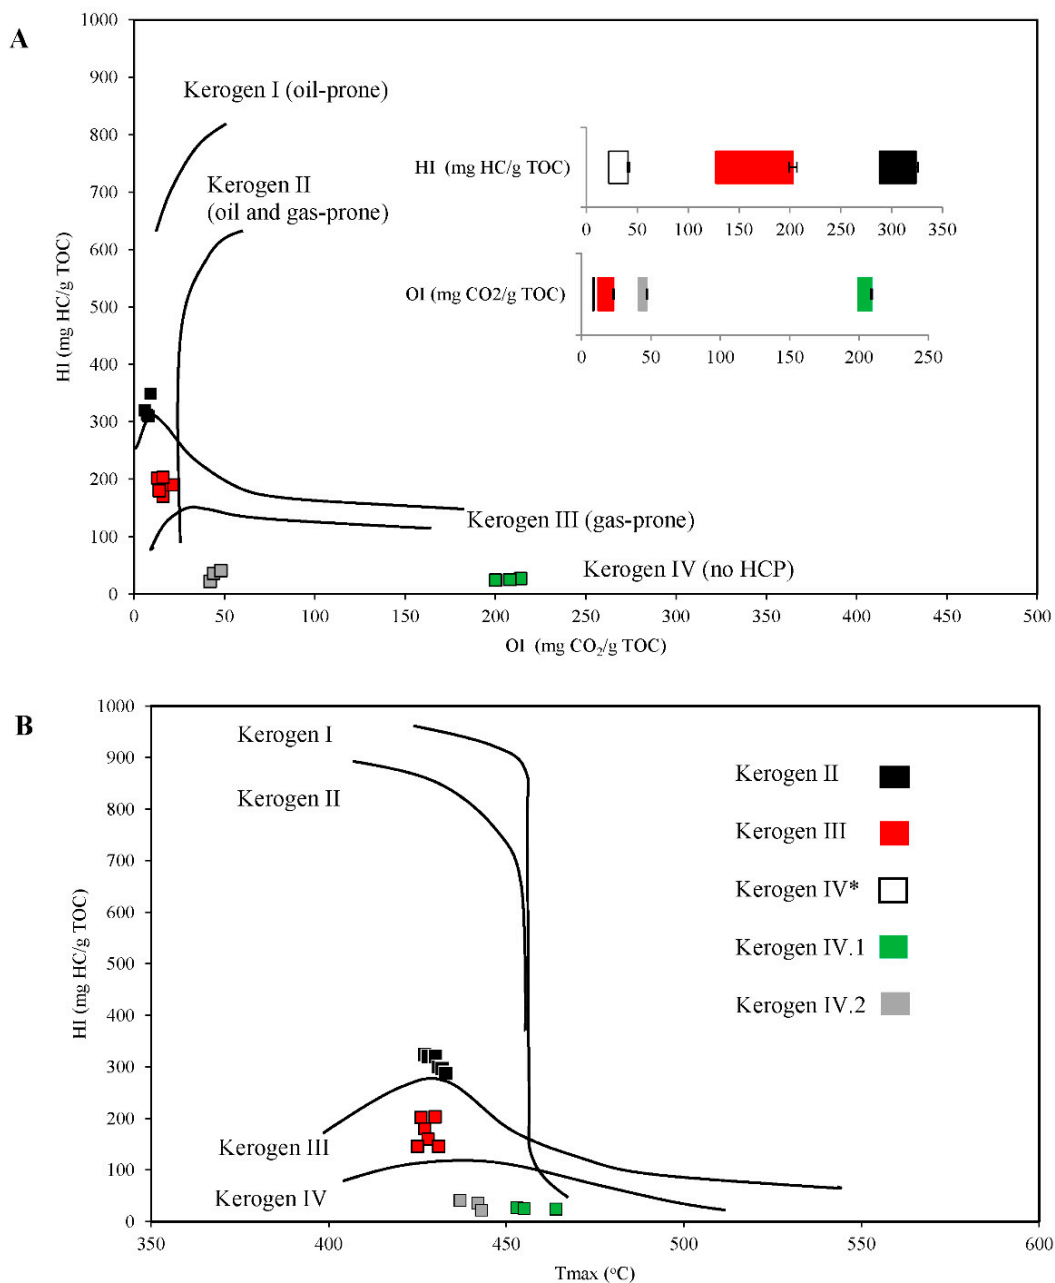 A
1000
900
800
700
600
500
400
300
200
100
0
HI (mg HC/g TOC)
Kerogen I (oil-prone)
Kerogen II
(oil and gas-prone)
Kerogen III (gas-prone)
Kerogen IV (no HCP)
HI (mg HC/g TOC)
0 50 100 150 200 250 300 350
OI (mg CO2/g TOC)
0 50 100 150 200 250
0 50 100 150 200 250 300 350 400 450 500
OI (mg CO₂/g TOC)
B
1000
900
800
700
600
500
400
300
200
100
0
HI (mg HC/g TOC)
Kerogen I
Kerogen II
Kerogen III
Kerogen IV
Kerogen II
Kerogen III
Kerogen IV*
Kerogen IV.1
Kerogen IV.2
350 400 450 500 550 600
Tmax (°C)